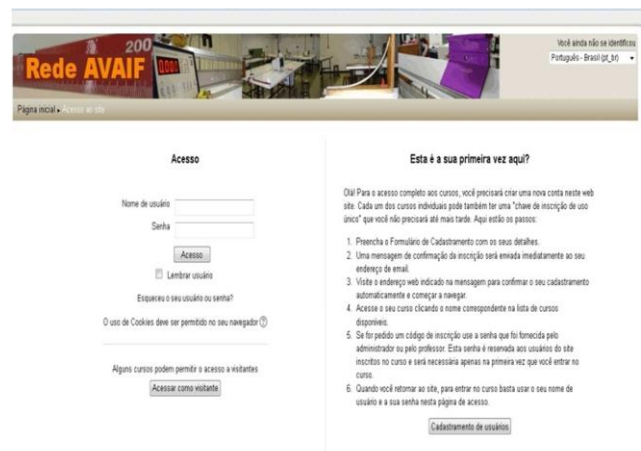 200
Rede AVAIF
Você ainda não se identificou
Português - Brasil (pt_br)
Página inicial ▸ Acesso ao site
Acesso
Nome de usuário
Senha
Acesso
Lembrar usuário
Esqueceu o seu usuário ou senha?
O uso de Cookies deve ser permitido no seu navegador
Alguns cursos podem permitir o acesso a visitantes
Acessar como visitante
Esta é a sua primeira vez aqui?
Olá! Para o acesso completo aos cursos, você precisará criar uma nova conta neste web
site. Cada um dos cursos individuais pode também ter uma "chave de inscrição de uso
único" que você não precisará até mais tarde. Aqui estão os passos:
1. Preencha o Formulário de Cadastramento com os seus detalhes.
2. Uma mensagem de confirmação da inscrição será enviada imediatamente ao seu
endereço de email.
3. Visite o endereço web indicado na mensagem para confirmar o seu cadastramento
automaticamente e começar a navegar.
4. Acesse o seu curso clicando o nome correspondente na lista de cursos
disponíveis.
5. Se for pedido um código de inscrição use a senha que foi fornecida pelo
administrador ou pelo professor. Esta senha é reservada aos usuários do site
inscritos no curso e será necessária apenas na primeira vez que você entrar no
curso.
6. Quando você retornar ao site, para entrar no curso basta usar o seu nome de
usuário e a sua senha nesta página de acesso.
Cadastramento de usuários